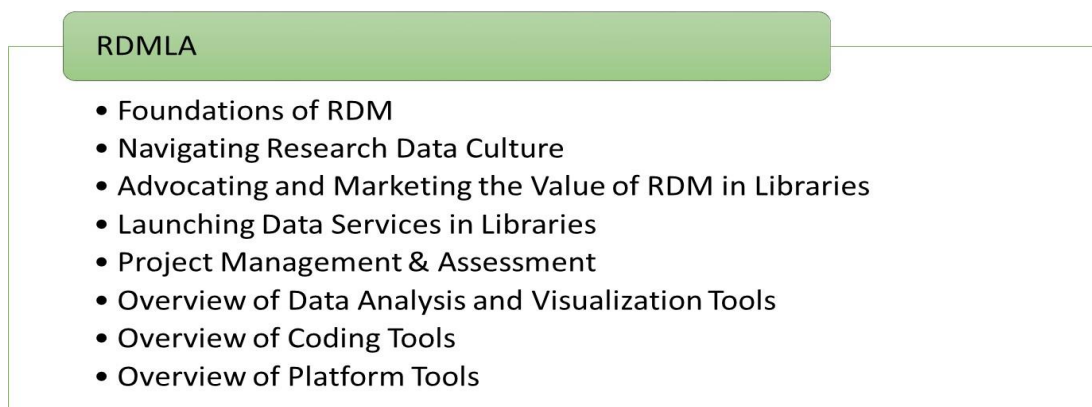 RDMLA
• Foundations of RDM
• Navigating Research Data Culture
• Advocating and Marketing the Value of RDM in Libraries
• Launching Data Services in Libraries
• Project Management & Assessment
• Overview of Data Analysis and Visualization Tools
• Overview of Coding Tools
• Overview of Platform Tools